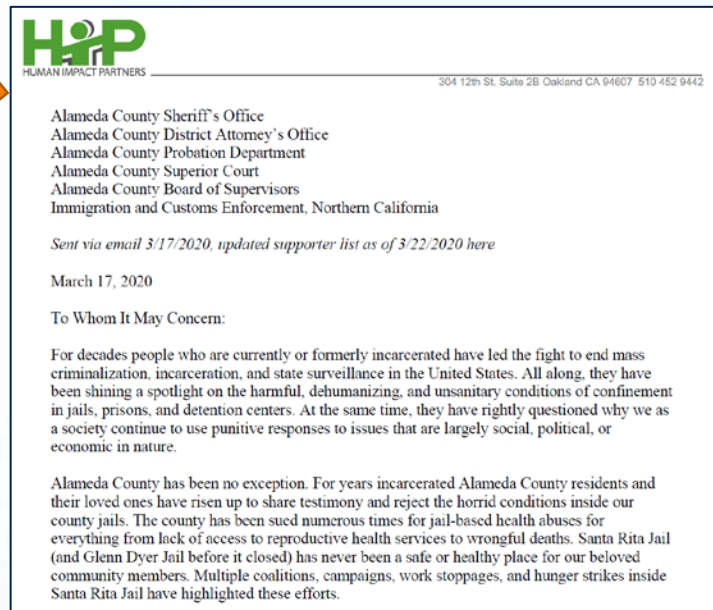 HIP
HUMAN IMPACT PARTNERS
304 12th St. Suite 2B Oakland CA 94607 510 452 9442
Alameda County Sheriff's Office
Alameda County District Attorney's Office
Alameda County Probation Department
Alameda County Superior Court
Alameda County Board of Supervisors
Immigration and Customs Enforcement, Northern California
Sent via email 3/17/2020, updated supporter list as of 3/22/2020 here
March 17, 2020
To Whom It May Concern:
For decades people who are currently or formerly incarcerated have led the fight to end mass
criminalization, incarceration, and state surveillance in the United States. All along, they have
been shining a spotlight on the harmful, dehumanizing, and unsanitary conditions of confinement
in jails, prisons, and detention centers. At the same time, they have rightly questioned why we as
a society continue to use punitive responses to issues that are largely social, political, or
economic in nature.
Alameda County has been no exception. For years incarcerated Alameda County residents and
their loved ones have risen up to share testimony and reject the horrid conditions inside our
county jails. The county has been sued numerous times for jail-based health abuses for
everything from lack of access to reproductive health services to wrongful deaths. Santa Rita Jail
(and Glenn Dyer Jail before it closed) has never been a safe or healthy place for our beloved
community members. Multiple coalitions, campaigns, work stoppages, and hunger strikes inside
Santa Rita Jail have highlighted these efforts.